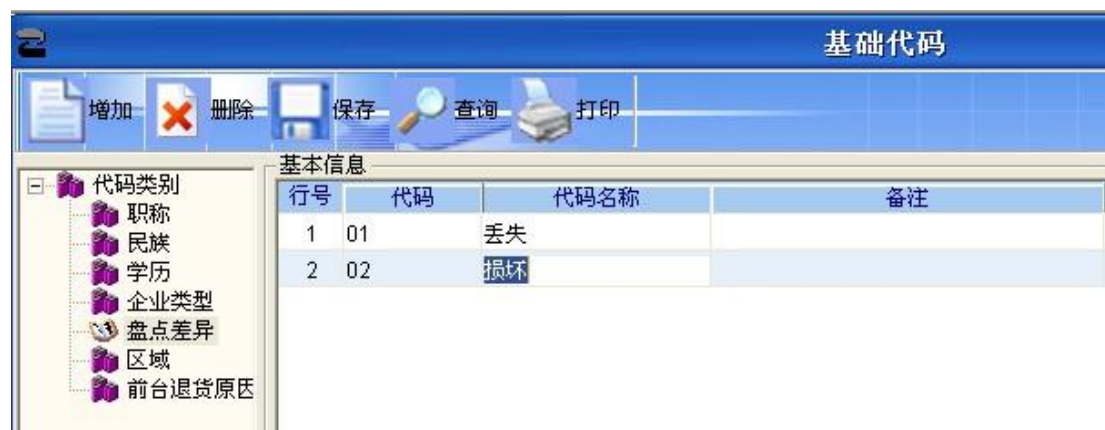 基础代码
增加 删除 保存 查询 打印
代码类别
职称
民族
学历
企业类型
盘点差异
区域
前台退货原因
基本信息
行号 代码 代码名称 备注
1 01 丢失
2 02 损坏